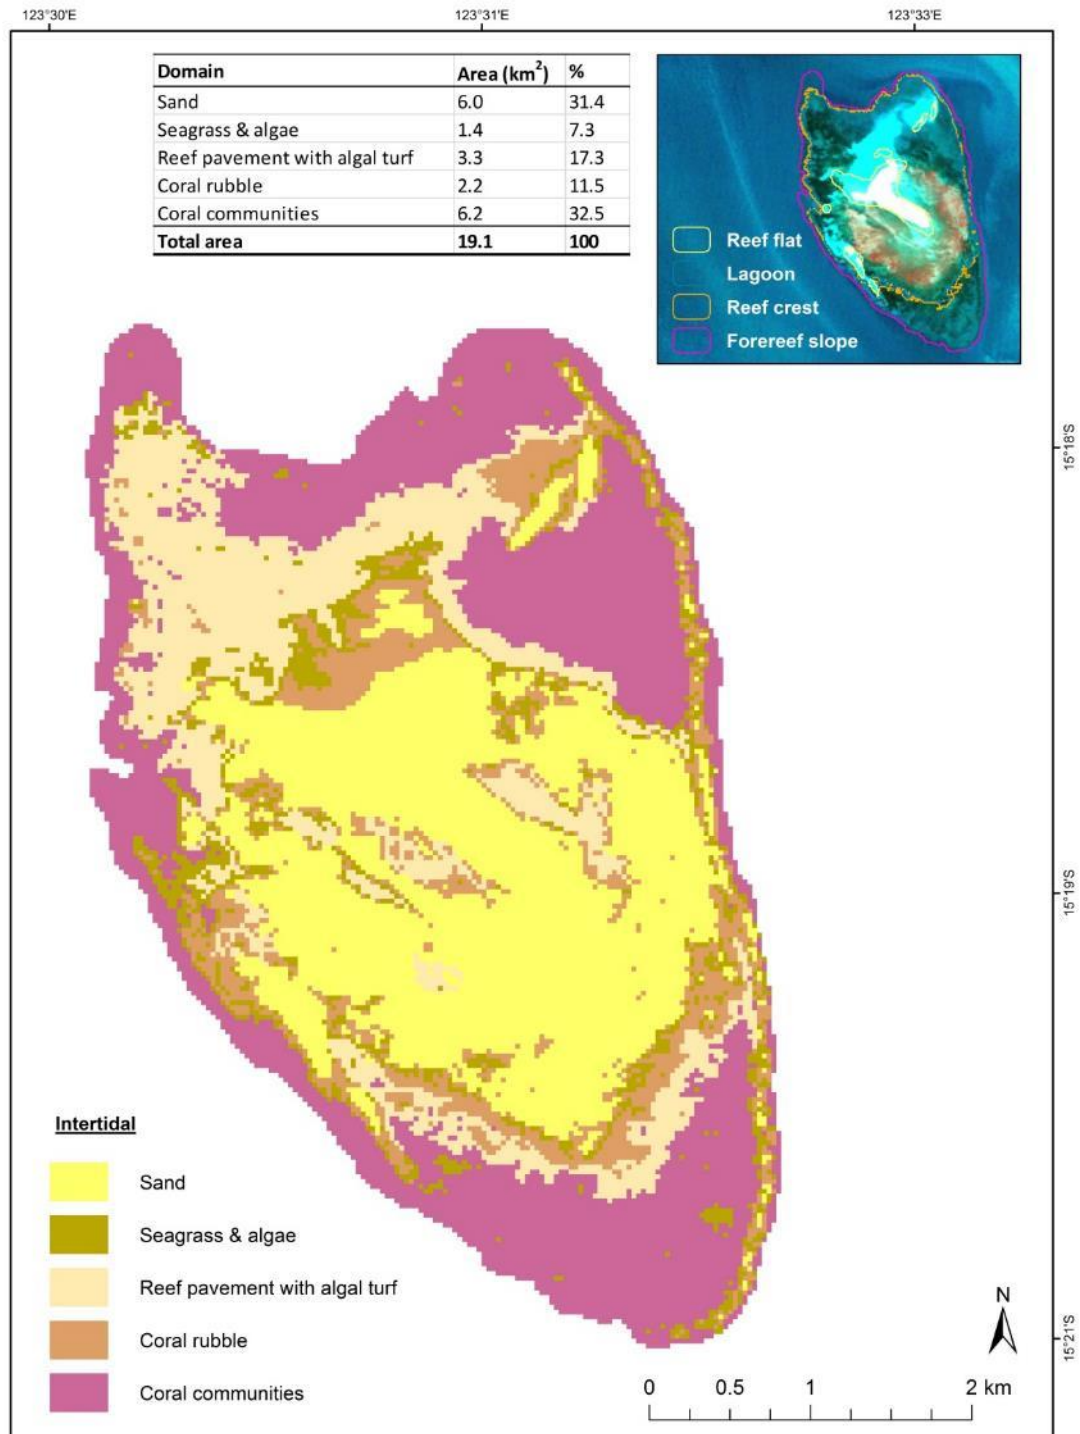 123°30'E 123°31'E 123°33'E
Domain Area (km²) %
Sand 6.0 31.4
Seagrass & algae 1.4 7.3
Reef pavement with algal turf 3.3 17.3
Coral rubble 2.2 11.5
Coral communities 6.2 32.5
Total area 19.1 100
Reef flat
Lagoon
Reef crest
Forereef slope
15°18'S
15°19'S
15°21'S
Intertidal
Sand
Seagrass & algae
Reef pavement with algal turf
Coral rubble
Coral communities
N
0 0.5 1 2 km